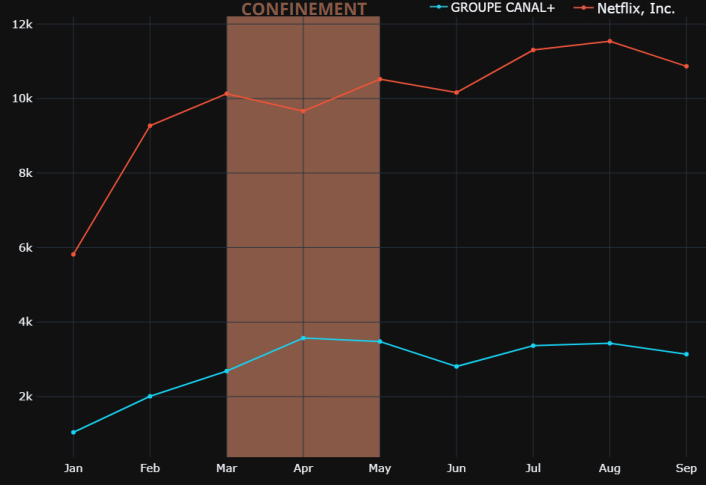 CONFINEMENT
GROUPE CANAL+ Netflix, Inc.
12k
10k
8k
6k
4k
2k
Jan Feb Mar Apr May Jun Jul Aug Sep